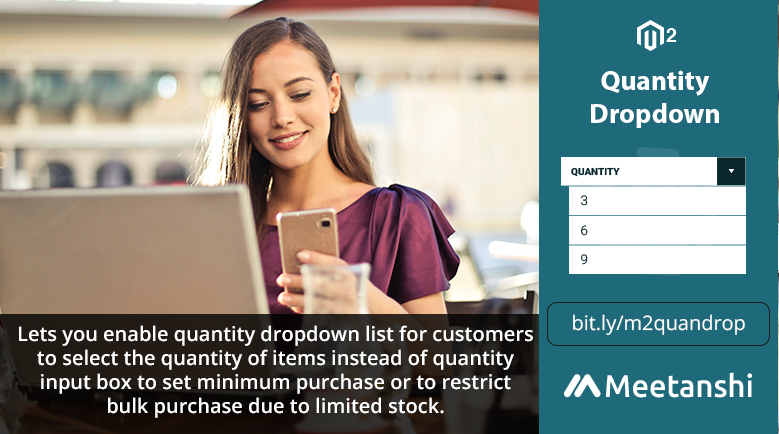 Lets you enable quantity dropdown list for customers
to select the quantity of items instead of quantity
input box to set minimum purchase or to restrict
bulk purchase due to limited stock.
2
Quantity
Dropdown
QUANTITY
3
6
9
bit.ly/m2quandrop
Meetanshi